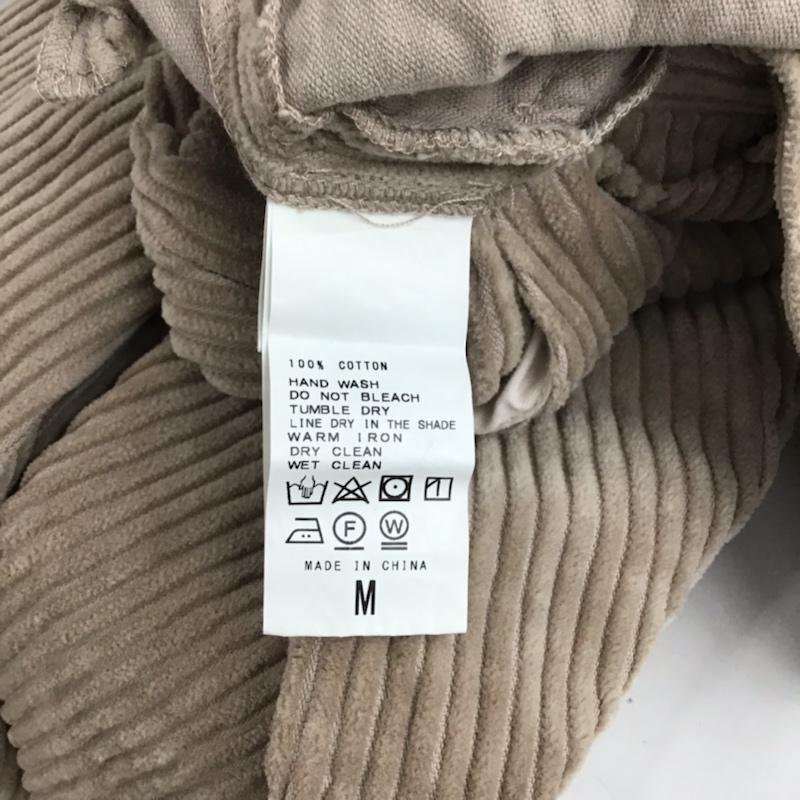 100% COTTON
HAND WASH
DO NOT BLEACH
TUMBLE DRY
LINE DRY IN THE SHADE
WARM IRON
DRY CLEAN
WET CLEAN
F W
MADE IN CHINA
M